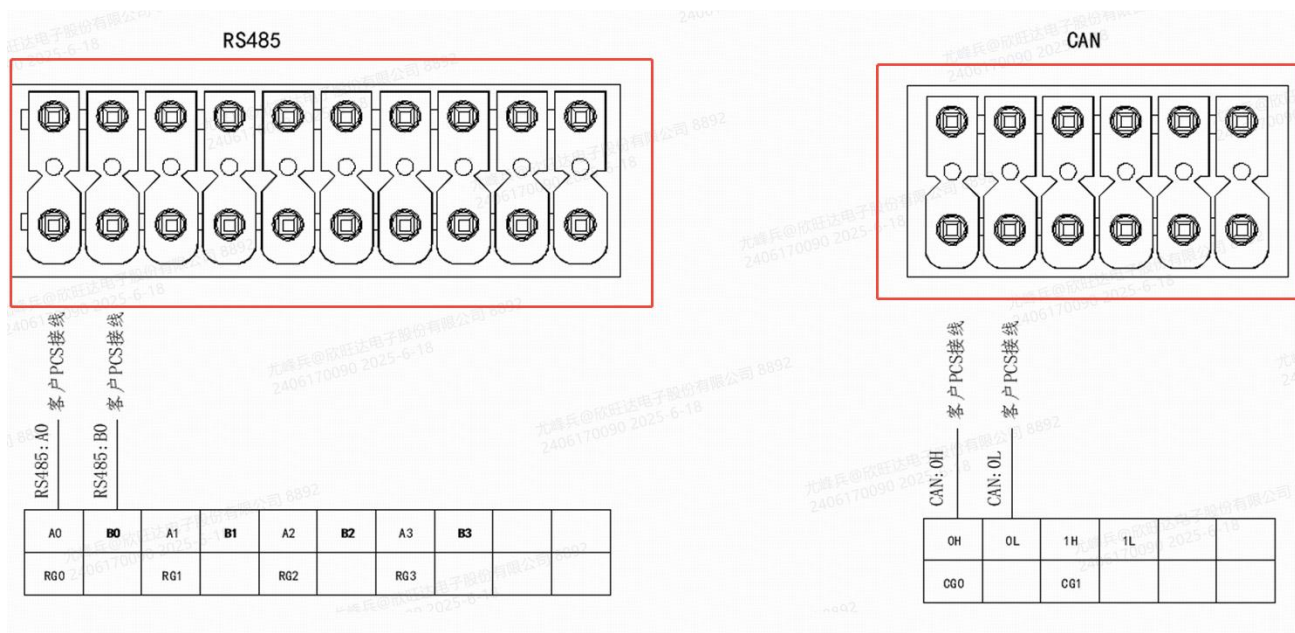 RS485
CAN
客户PCS接线
客户PCS接线
客户PCS接线
客户PCS接线
RS485:A0
RS485:B0
CAN:0H
CAN:0L
A0 B0 A1 B1 A2 B2 A3 B3
RG0 RG1 RG2 RG3
0H 0L 1H 1L
CG0 CG1
尤峰兵@欣旺达电子股份有限公司 8892
2406170090 2025-6-18